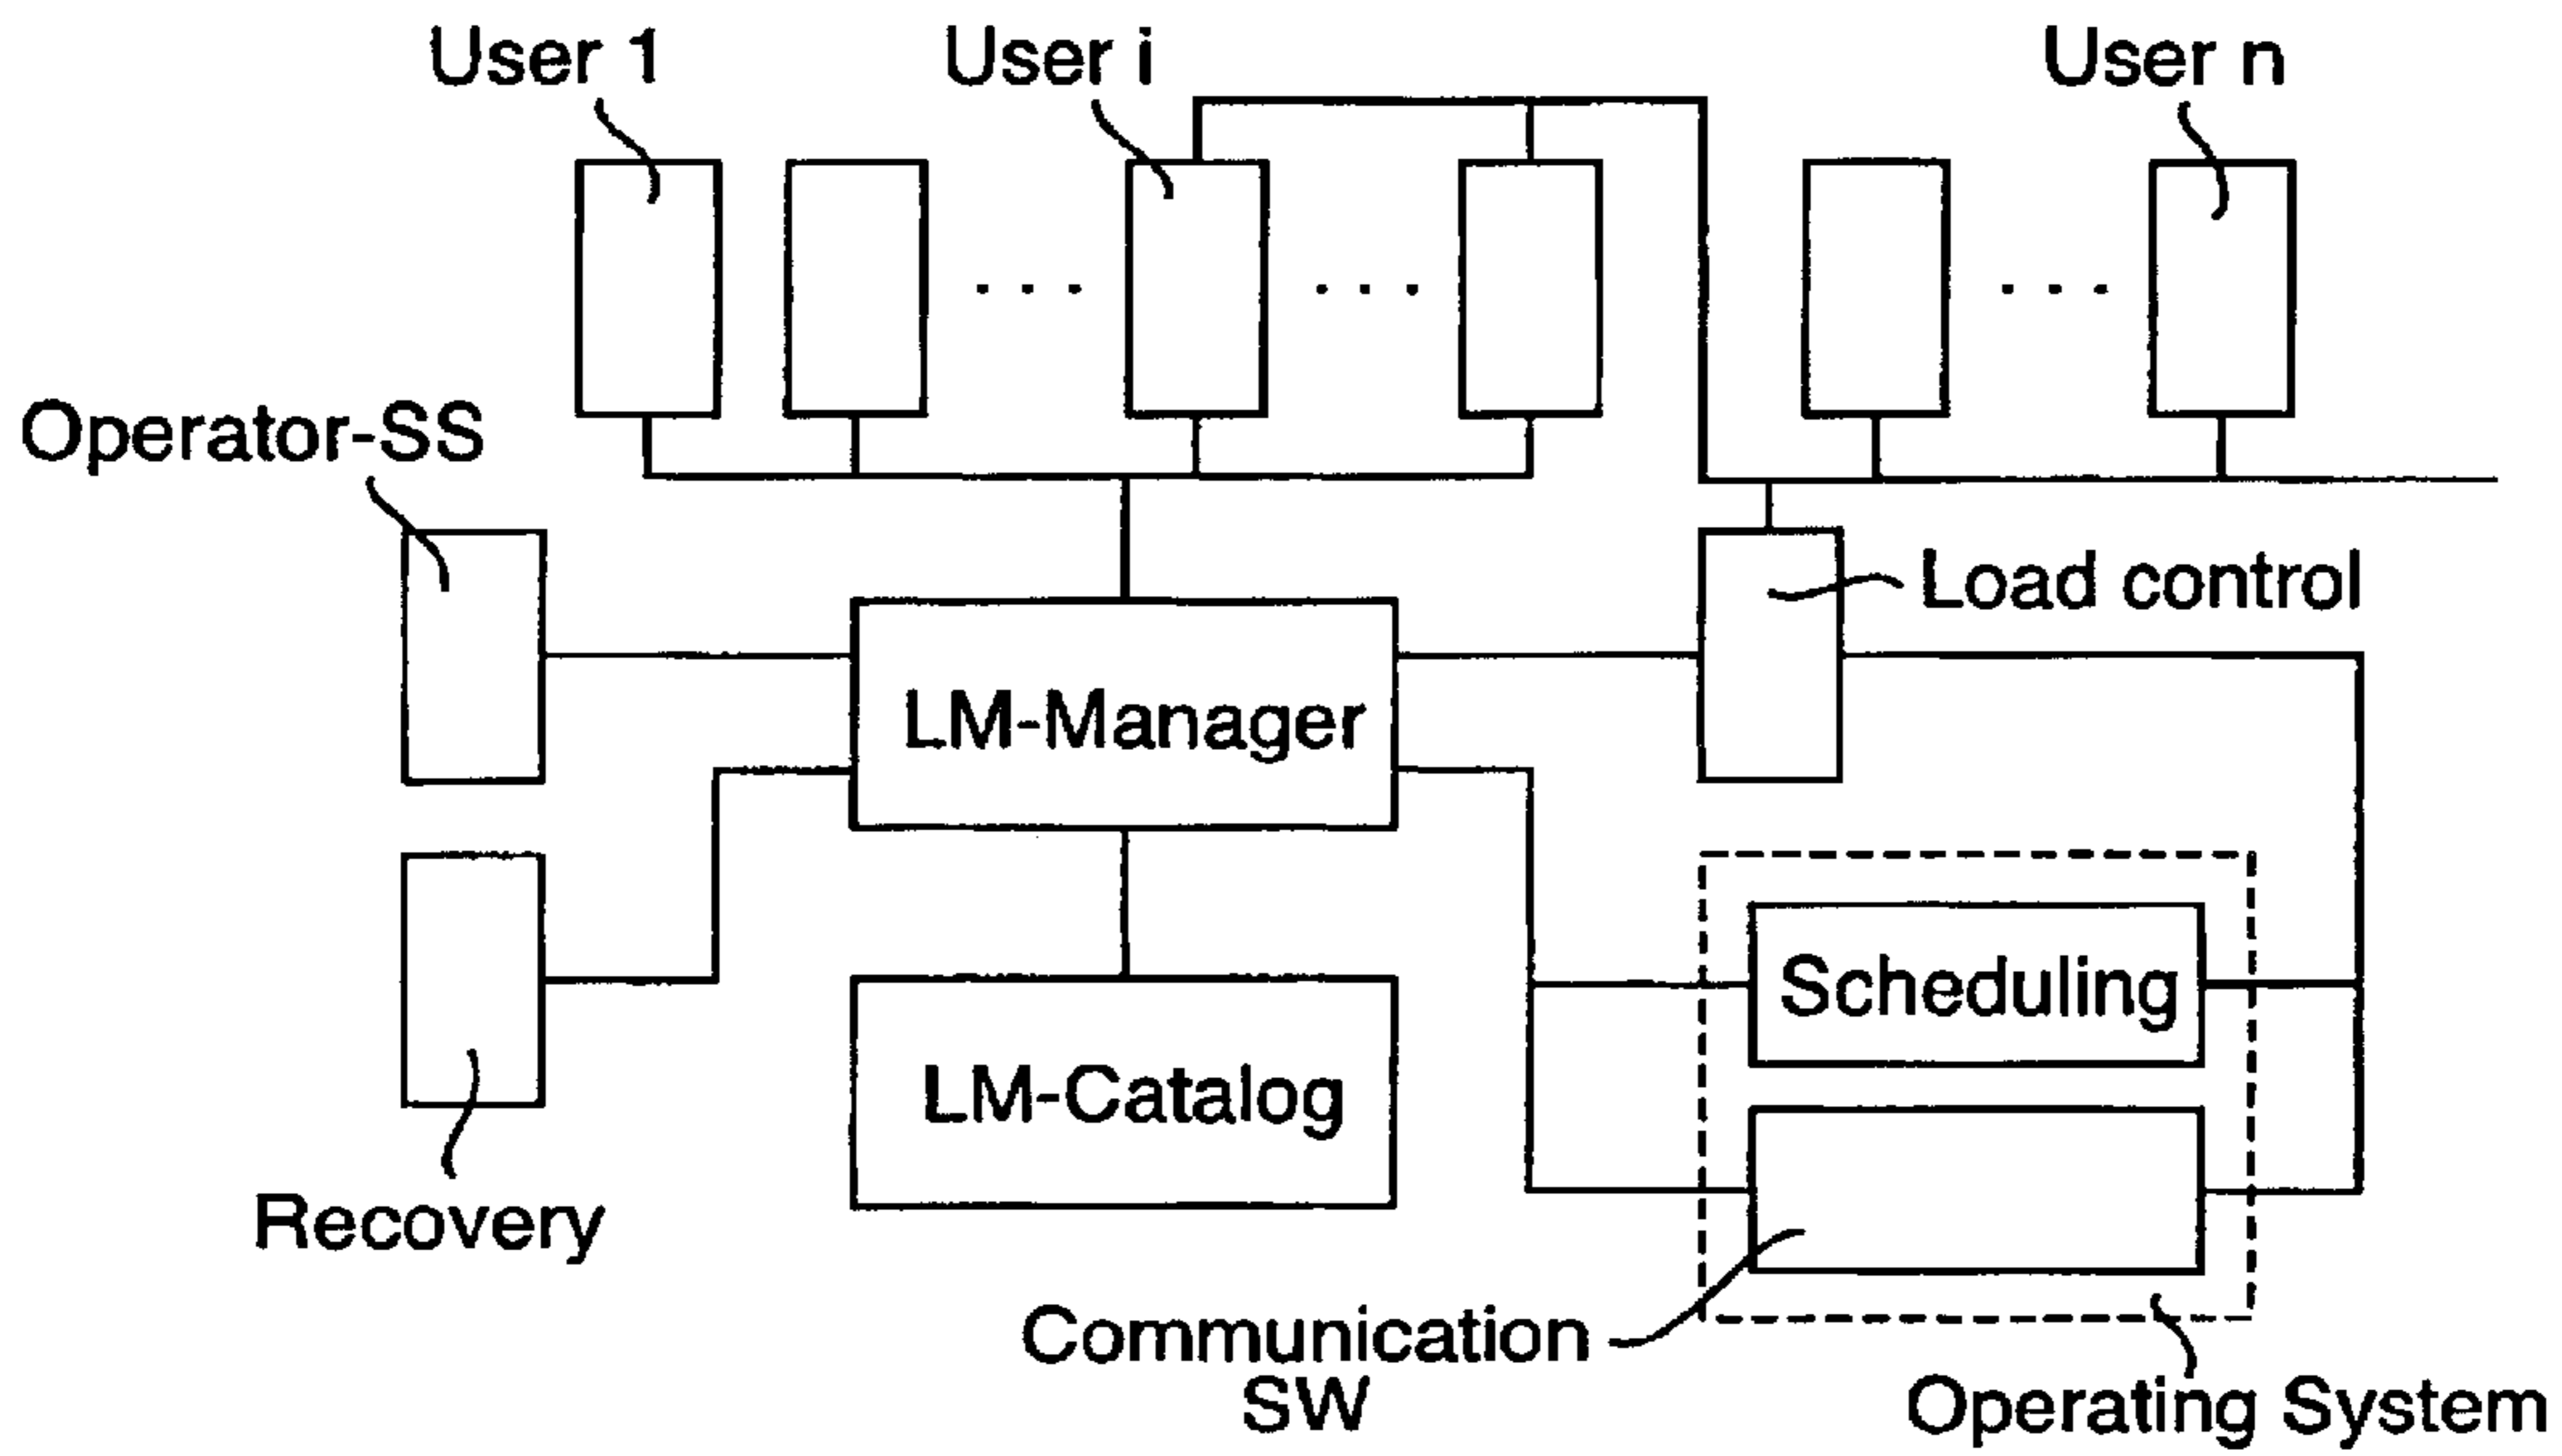 User 1
User i
User n
. . .
. . .
. . .
Operator-SS
Load control
LM-Manager
Scheduling
LM-Catalog
Recovery
Communication
SW
Operating System